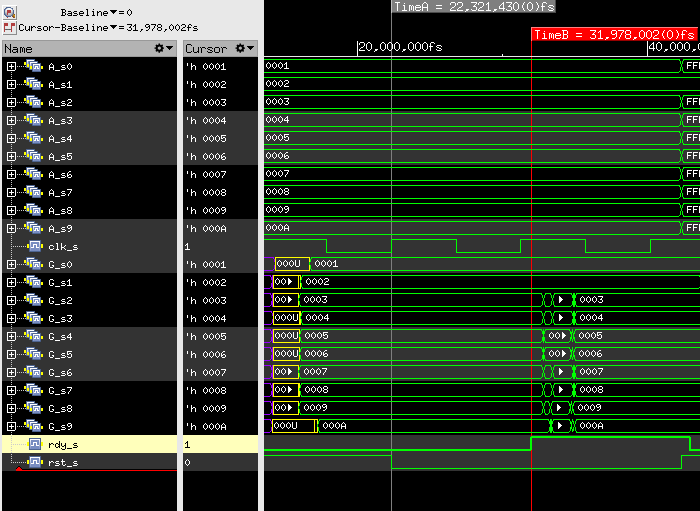 TimeA = 22,321,430(0)fs
Baseline▼=0
Cursor-Baseline▼=31,978,002fs
TimeB = 31,978,002(0)fs
Name Cursor 20,000,000fs 40,000
A_s0 'h 0001 0001 FFF
A_s1 'h 0002 0002
A_s2 'h 0003 0003 FFF
A_s3 'h 0004 0004 FFF
A_s4 'h 0005 0005 FFF
A_s5 'h 0006 0006 FFF
A_s6 'h 0007 0007 FFF
A_s7 'h 0008 0008 FFF
A_s8 'h 0009 0009 FFF
A_s9 'h 000A 000A FFF
clk_s 1
G_s0 'h 0001 000U 0001
G_s1 'h 0002 00 0002
G_s2 'h 0003 00 0003 0003
G_s3 'h 0004 000U 0004 0004
G_s4 'h 0005 000U 0005 00 0005
G_s5 'h 0006 000U 0006 00 0006
G_s6 'h 0007 00 0007 0007
G_s7 'h 0008 00 0008 0008
G_s8 'h 0009 00 0009 0009
G_s9 'h 000A 000U 000A 000A
rdy_s 1
rst_s 0